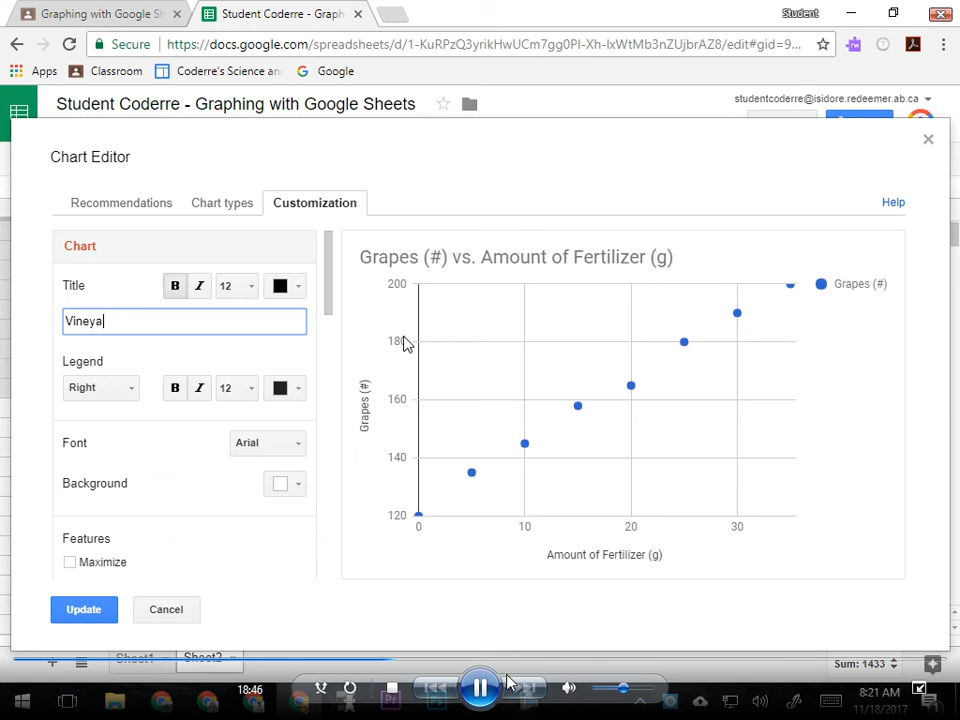 Graphing with Google S
Student Coderre - Graph
Student
Secure
https://docs.google.com/spreadsheets/d/1-KuRPzQ3yrikHwUCm7gg0PI-Xh-IxWtMb3nZUjbrAZ8/edit#gid=9...
Apps
Classroom
Coderre's Science an
Google
Student Coderre - Graphing with Google Sheets
studentcoderre@isidore.redeemer.ab.ca
Chart Editor
Recommendations
Chart types
Customization
Help
Chart
Title
B
I
12
Vineya
Legend
Right
B
I
12
Font
Arial
Background
Features
Maximize
Grapes (#) vs. Amount of Fertilizer (g)
200
180
160
140
120
Grapes (#)
0
10
20
30
Amount of Fertilizer (g)
Grapes (#)
Update
Cancel
Sheet1
Sheet2
Sum: 1433
18:46
8:21 AM
11/18/2017